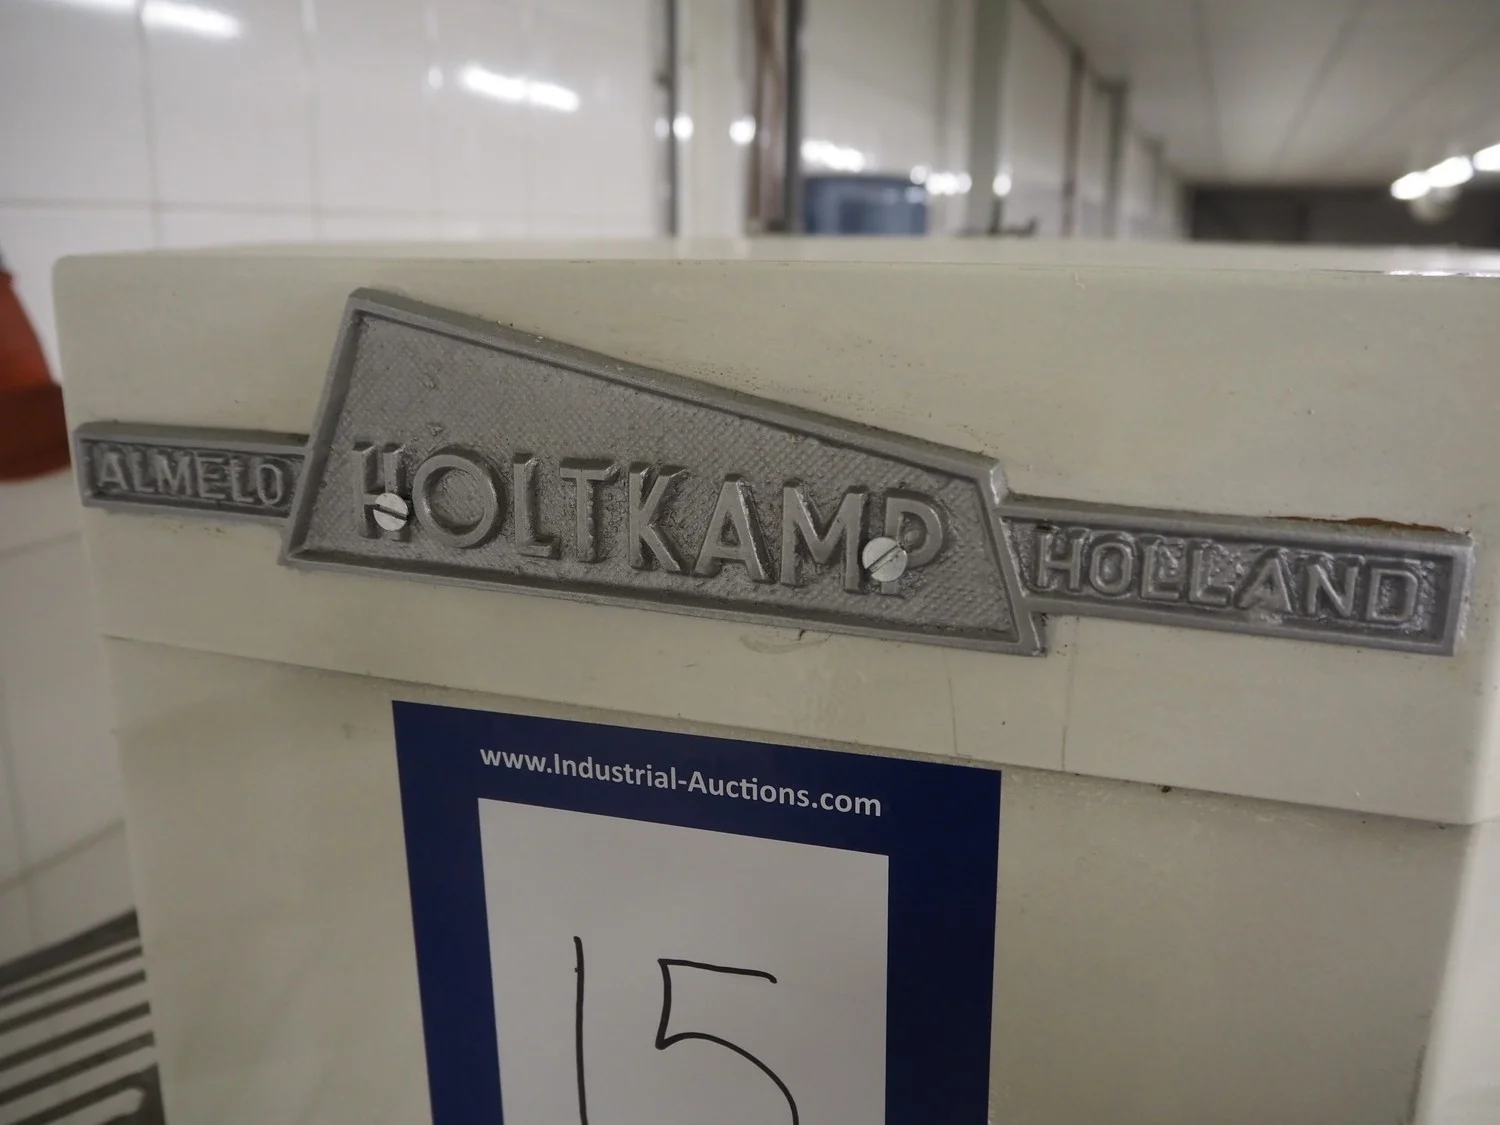 ALMELO HOLTKAMP HOLLAND
www.Industrial-Auctions.com
15